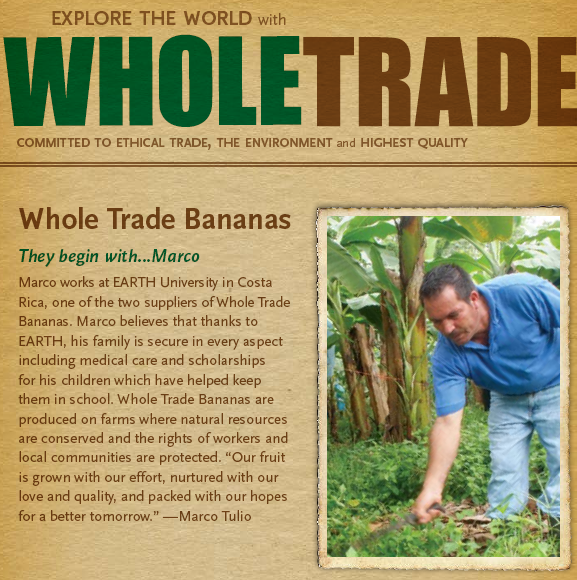 EXPLORE THE WORLD with
WHOLETRADE
COMMITTED TO ETHICAL TRADE, THE ENVIRONMENT and HIGHEST QUALITY
Whole Trade Bananas
They begin with...Marco
Marco works at EARTH University in Costa
Rica, one of the two suppliers of Whole Trade
Bananas. Marco believes that thanks to
EARTH, his family is secure in every aspect
including medical care and scholarships
for his children which have helped keep
them in school. Whole Trade Bananas are
produced on farms where natural resources
are conserved and the rights of workers and
local communities are protected. “Our fruit
is grown with our effort, nurtured with our
love and quality, and packed with our hopes
for a better tomorrow.” —Marco Tulio